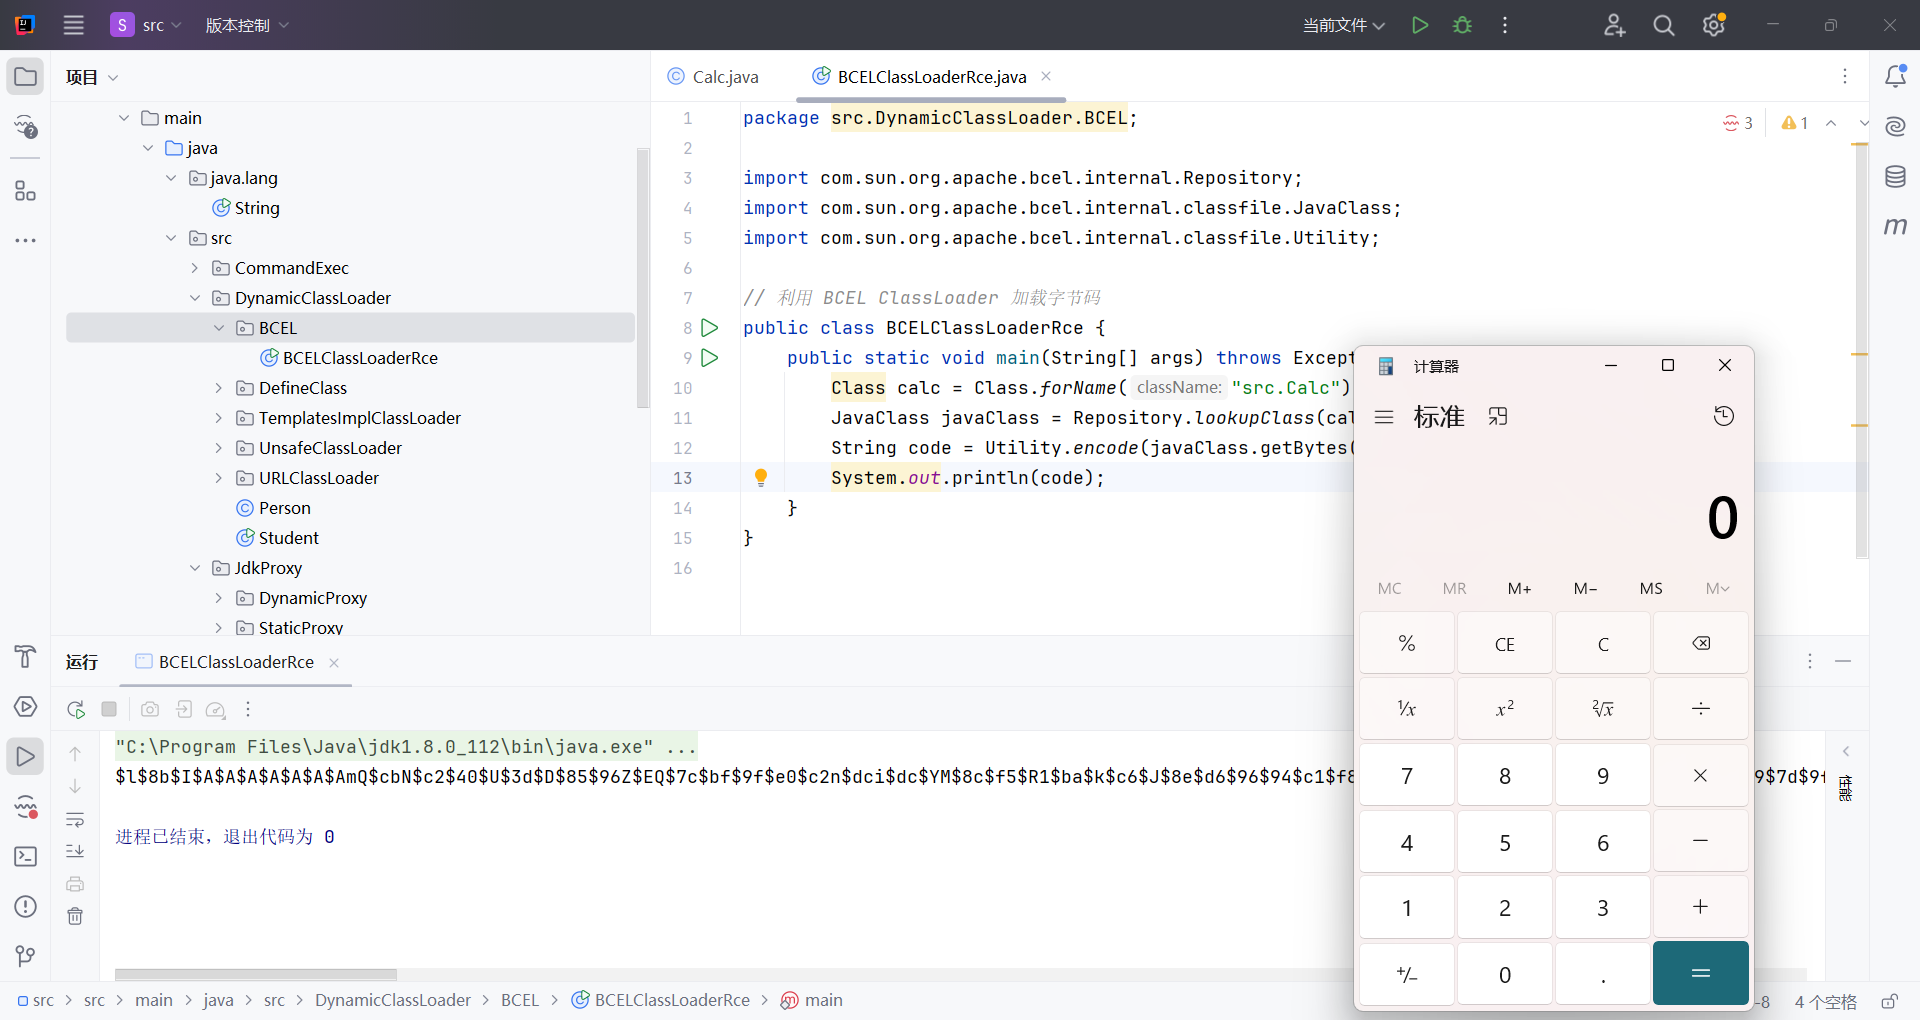 S src 版本控制
当前文件
项目
main
java
java.lang
String
src
CommandExec
DynamicClassLoader
BCEL
BCELClassLoaderRce
DefineClass
TemplatesImplClassLoader
UnsafeClassLoader
URLClassLoader
Person
Student
JdkProxy
DynamicProxy
StaticProxy
Calc.java BCELClassLoaderRce.java
3 1
1 package src.DynamicClassLoader.BCEL;
2
3 import com.sun.org.apache.bcel.internal.Repository;
4 import com.sun.org.apache.bcel.internal.classfile.JavaClass;
5 import com.sun.org.apache.bcel.internal.classfile.Utility;
6
7 // 利用 BCEL ClassLoader 加载字节码
8 public class BCELClassLoaderRce {
9 public static void main(String[] args) throws Except
10 Class calc = Class.forName( className: "src.Calc")
11 JavaClass javaClass = Repository.lookupClass(cal
12 String code = Utility.encode(javaClass.getBytes(
13 System.out.println(code);
14 }
15 }
16
计算器
标准
0
MC MR M+ M− MS M
% CE C
¹/x x² ²√x ÷
7 8 9 ×
4 5 6 −
1 2 3 +
+/− 0 . =
运行 BCELClassLoaderRce
"C:\Program Files\Java\jdk1.8.0_112\bin\java.exe" ...
$l$8b$I$A$A$A$A$A$A$AmQ$cbN$c2$40$U$3d$D$85$96Z$EQ$7c$bf$9f$e0$c2n$dci$dc$YM$8c$f5$R1$ba$k$c6$J$8e$d6$96$94$c1$f8 9$7d$9f
性能
进程已结束，退出代码为 0
src > src > main > java > src > DynamicClassLoader > BCEL > BCELClassLoaderRce > main
-8 4 个空格